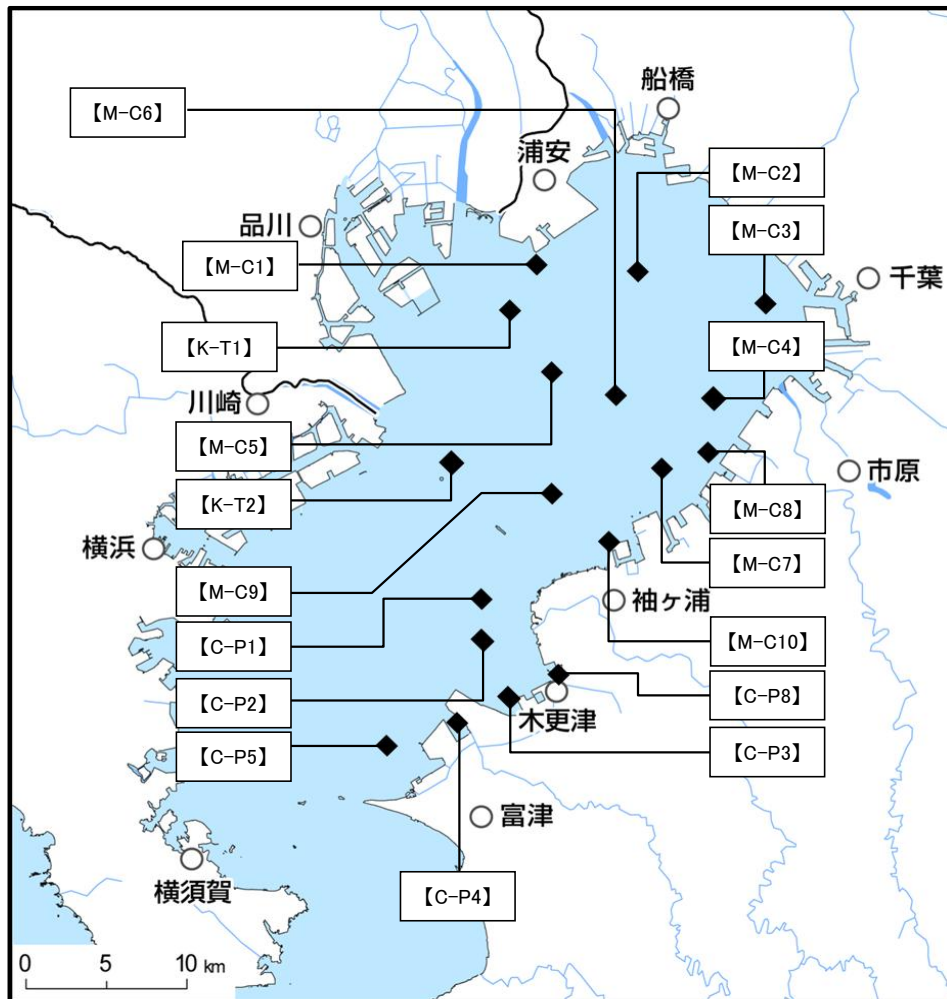 船橋
【M-C6】
浦安
【M-C2】
品川
【M-C3】
【M-C1】
千葉
【K-T1】
【M-C4】
川崎
【M-C5】
市原
【K-T2】
【M-C8】
横浜
【M-C7】
【M-C9】
袖ヶ浦
【C-P1】
【M-C10】
【C-P2】
【C-P8】
木更津
【C-P5】
【C-P3】
富津
横須賀
【C-P4】
0 5 10 km